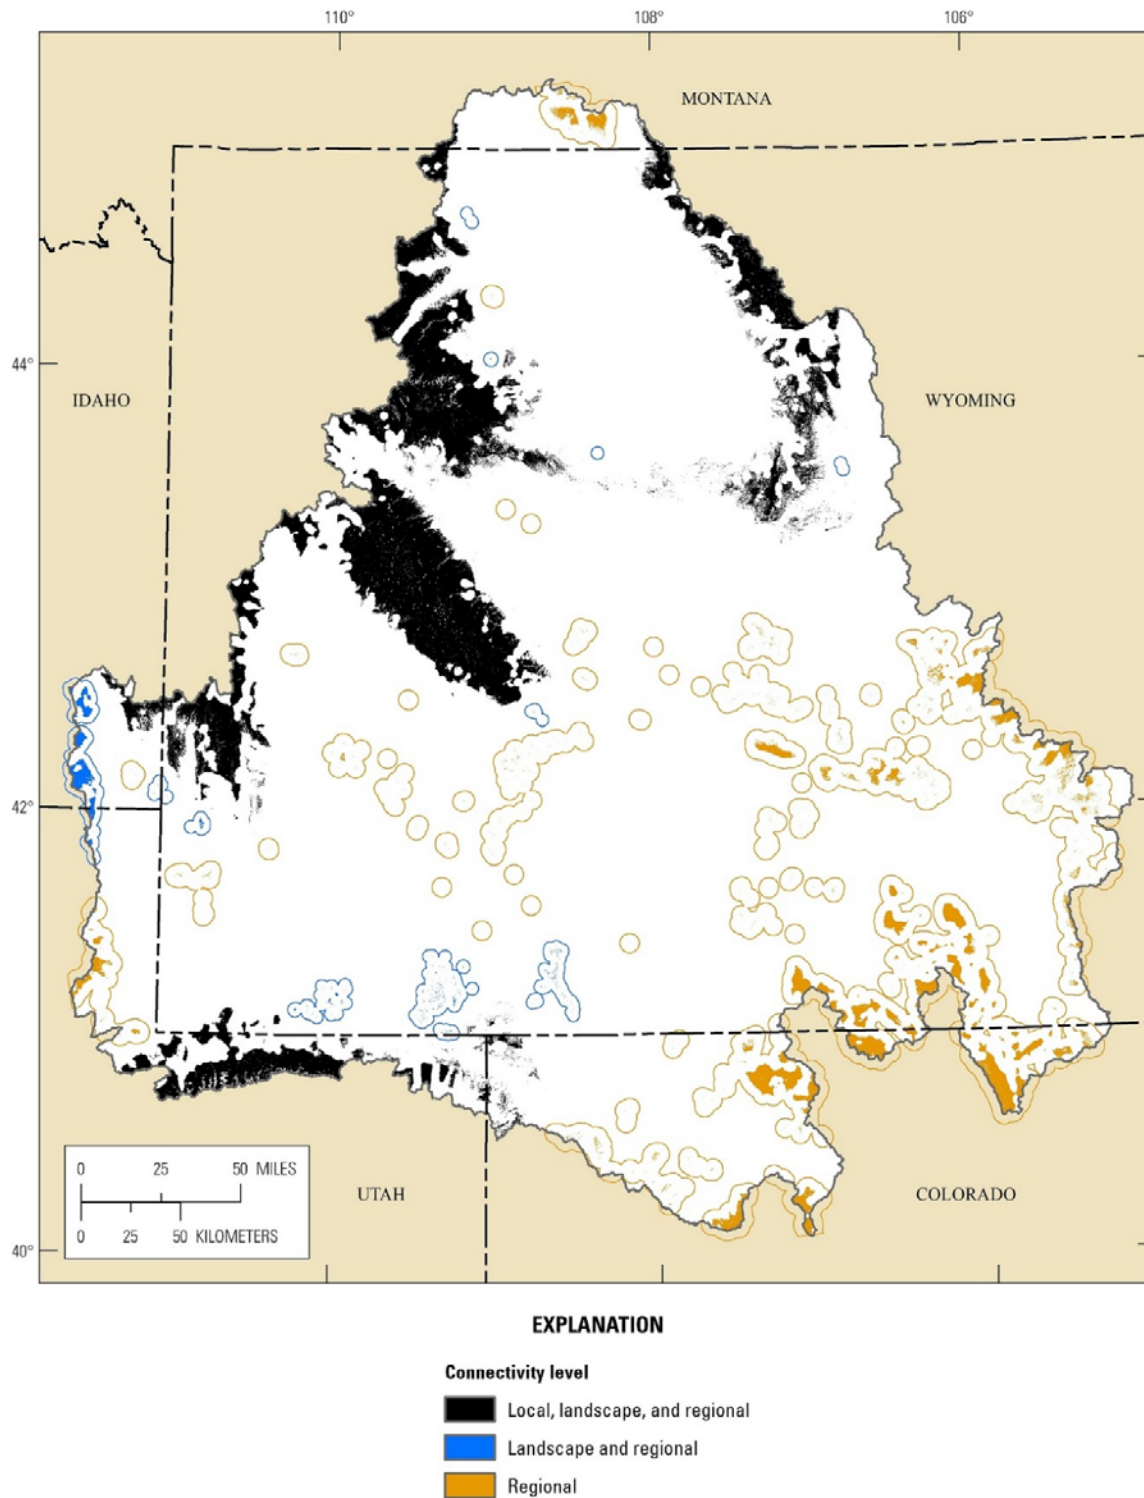 110° 108° 106°
MONTANA
44°
IDAHO
WYOMING
42°
0 25 50 MILES
0 25 50 KILOMETERS
UTAH
COLORADO
40°
EXPLANATION
Connectivity level
Local, landscape, and regional
Landscape and regional
Regional